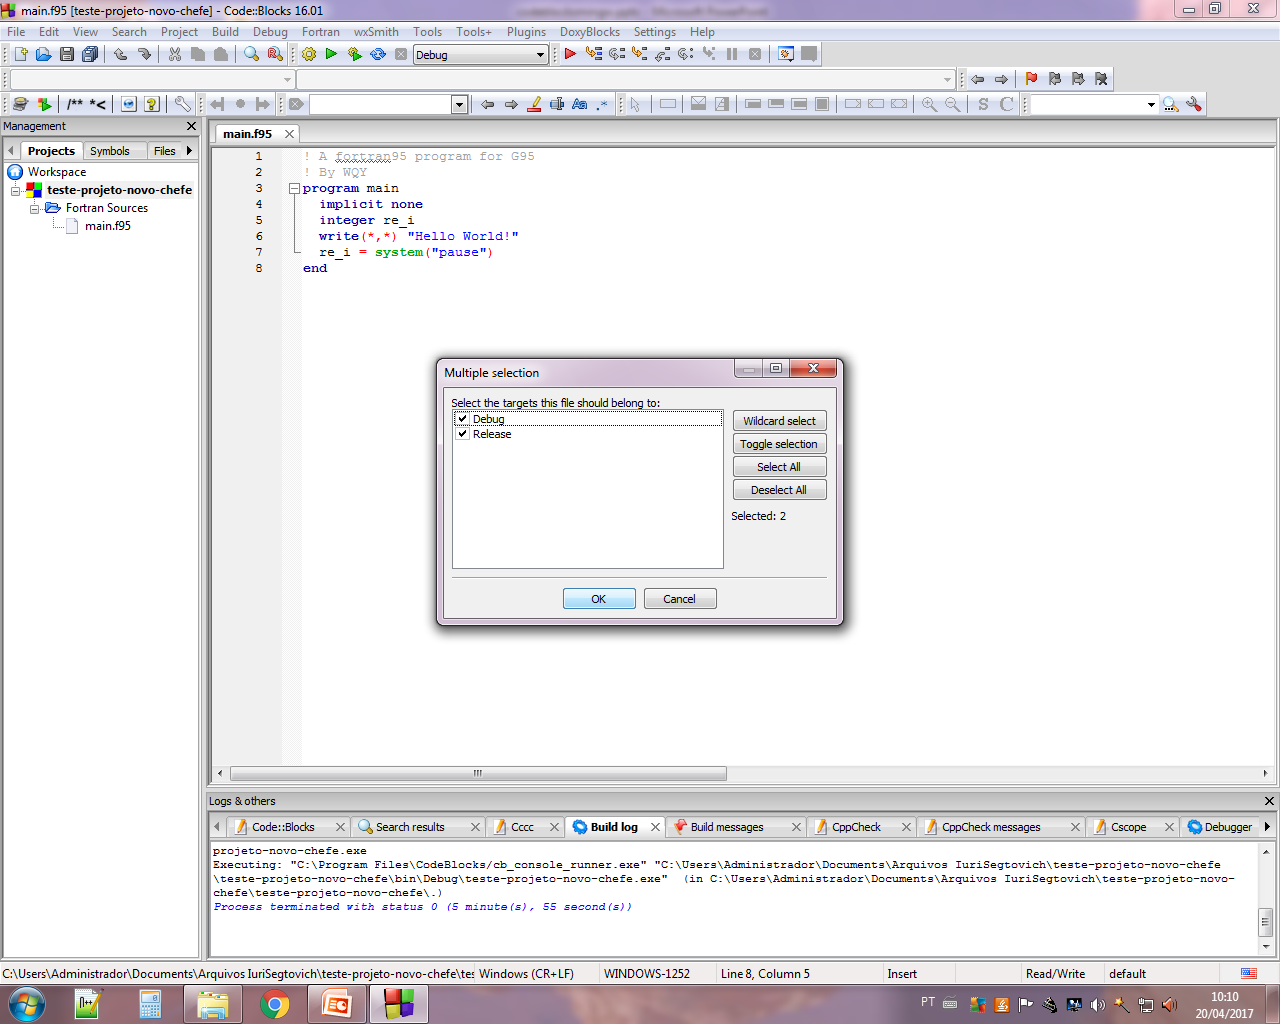 main.f95 [teste-projeto-novo-chefe] - Code::Blocks 16.01
File Edit View Search Project Build Debug Fortran wxSmith Tools Tools+ Plugins DoxyBlocks Settings Help
Debug
/** *<
Aa .*
S C
Management
Projects Symbols Files
Workspace
teste-projeto-novo-chefe
Fortran Sources
main.f95
main.f95
1 ! A fortran95 program for G95
2 ! By WQY
3 program main
4 implicit none
5 integer re_i
6 write(*,*) "Hello World!"
7 re_i = system("pause")
8 end
Multiple selection
Select the targets this file should belong to:
Debug
Release
Wildcard select
Toggle selection
Select All
Deselect All
Selected: 2
OK Cancel
Logs & others
Code::Blocks Search results Cccc Build log Build messages CppCheck CppCheck messages Cscope Debugger
projeto-novo-chefe.exe
Executing: "C:\Program Files\CodeBlocks/cb_console_runner.exe" "C:\Users\Administrador\Documents\Arquivos IuriSegtovich\teste-projeto-novo-chefe
\teste-projeto-novo-chefe\bin\Debug\teste-projeto-novo-chefe.exe" (in C:\Users\Administrador\Documents\Arquivos IuriSegtovich\teste-projeto-novo-
chefe\teste-projeto-novo-chefe\.)
Process terminated with status 0 (5 minute(s), 55 second(s))
C:\Users\Administrador\Documents\Arquivos IuriSegtovich\teste-projeto-novo-chefe\tes Windows (CR+LF) WINDOWS-1252 Line 8, Column 5 Insert Read/Write default
PT
10:10
20/04/2017